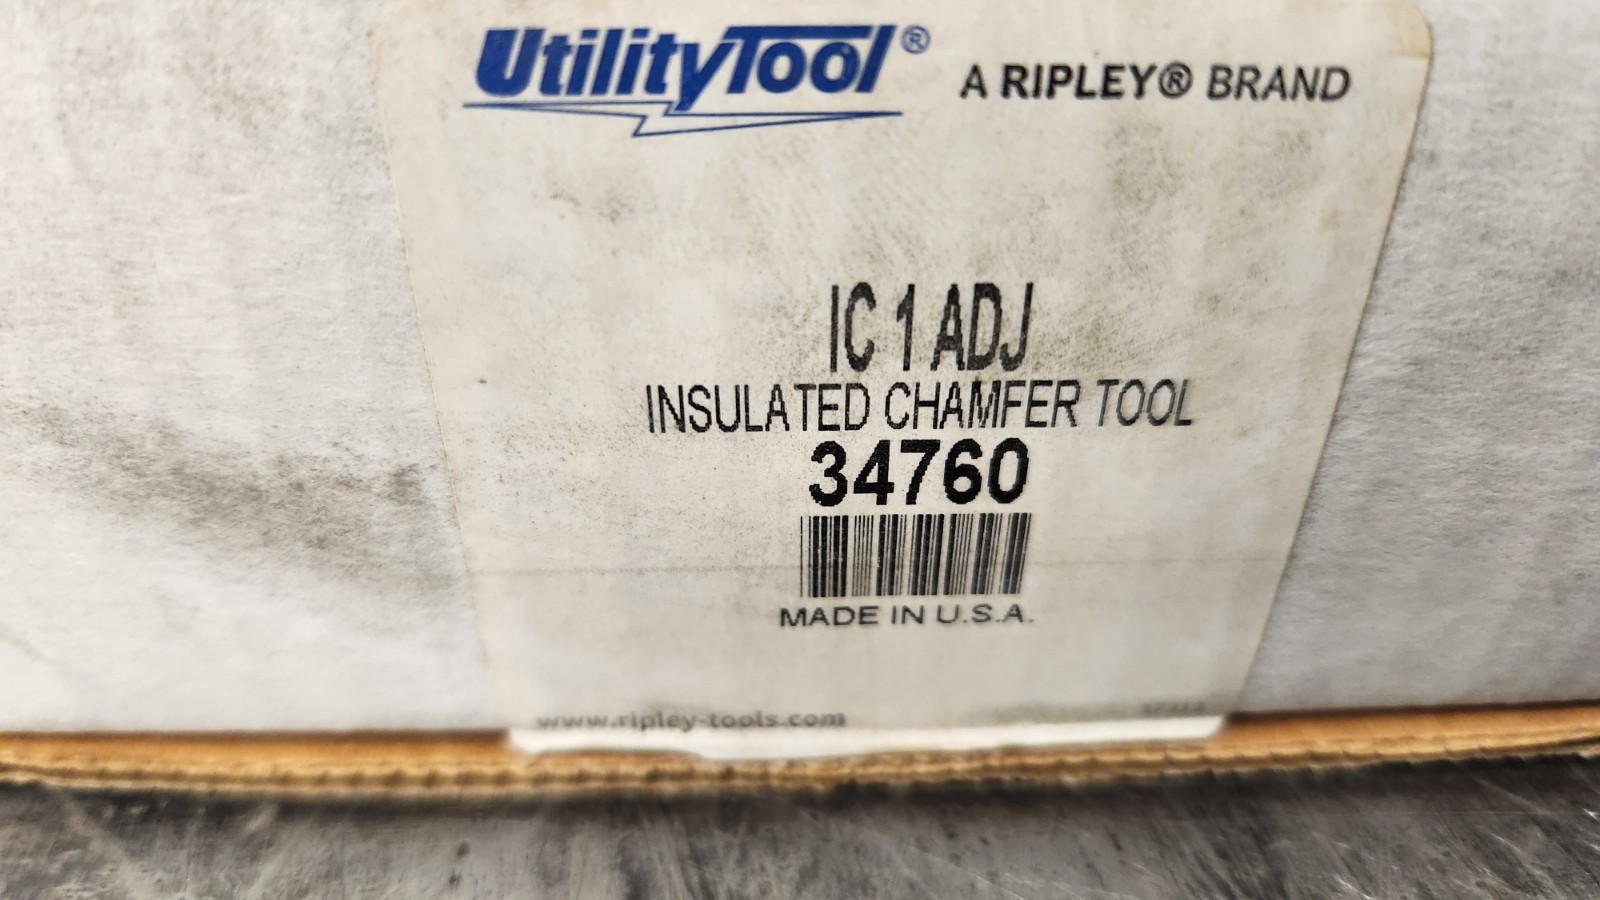 UtilityTool® A RIPLEY® BRAND
IC 1 ADJ
INSULATED CHAMFER TOOL
34760
MADE IN U.S.A.
www.ripley-tools.com